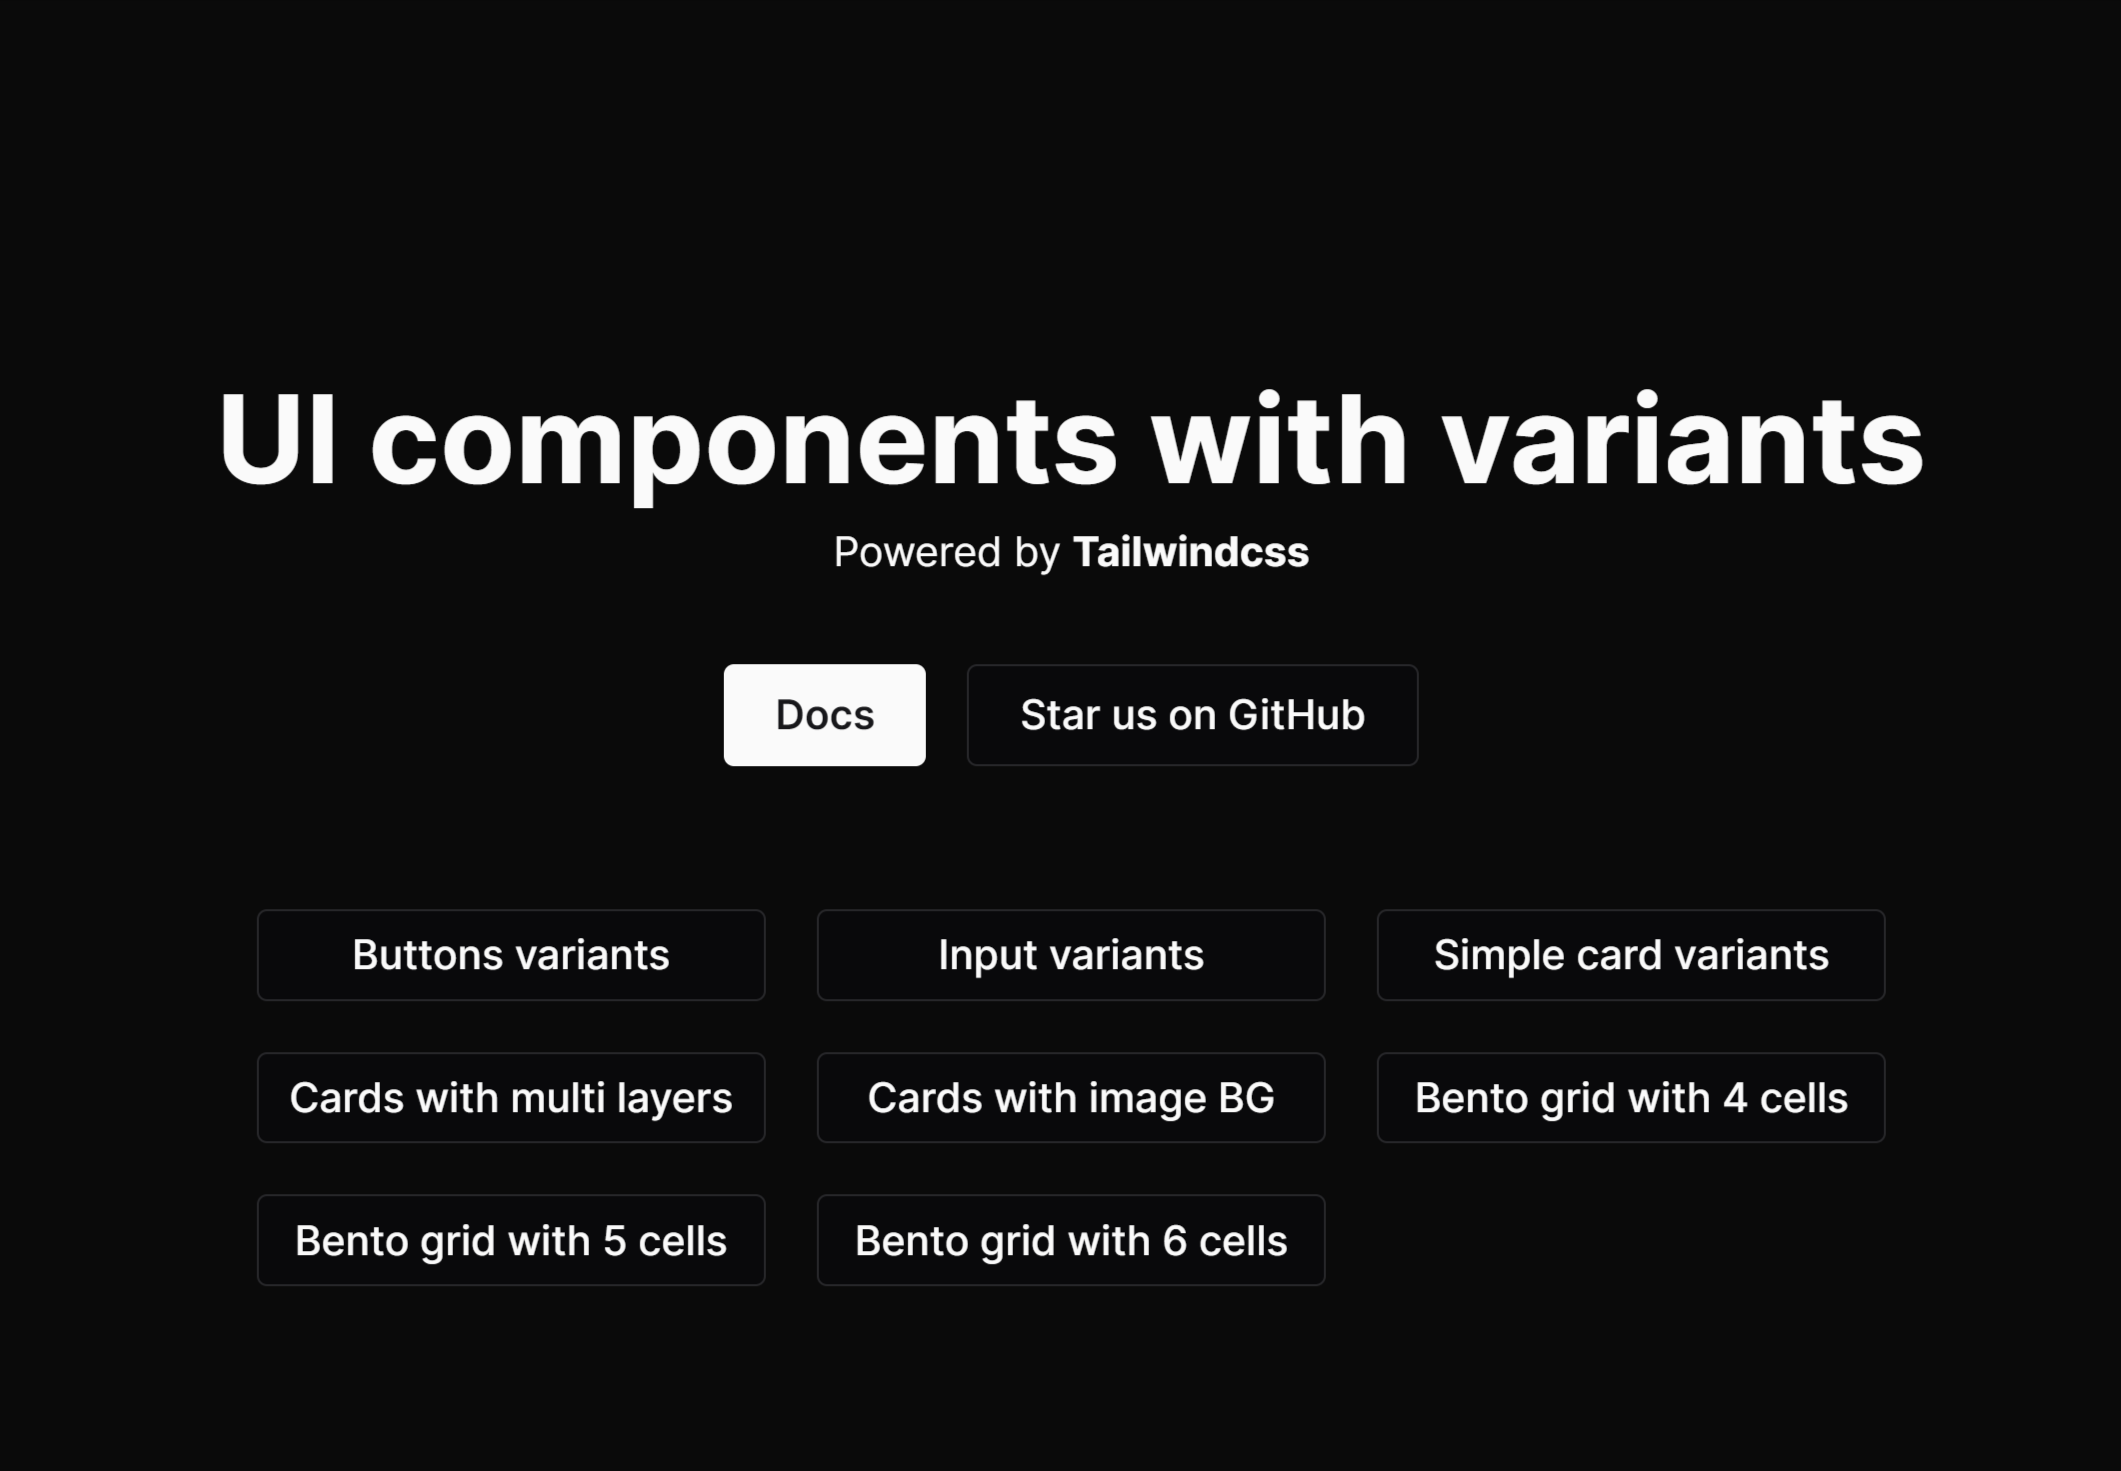 UI components with variants
Powered by Tailwindcss
Docs
Star us on GitHub
Buttons variants
Input variants
Simple card variants
Cards with multi layers
Cards with image BG
Bento grid with 4 cells
Bento grid with 5 cells
Bento grid with 6 cells